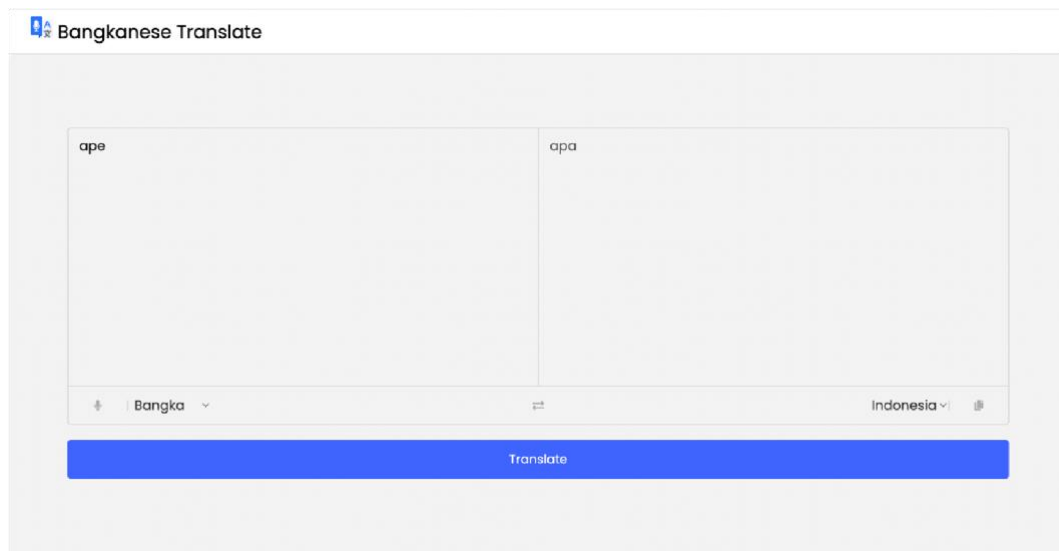 Bangkanese Translate
ape
apa
Bangka
Indonesia
Translate